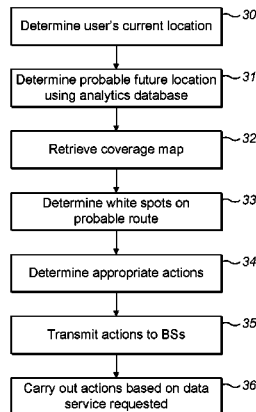 Determine user's current location
30
Determine probable future location
using analytics database
31
Retrieve coverage map
32
Determine white spots on
probable route
33
Determine appropriate actions
34
Transmit actions to BSs
35
Carry out actions based on data
service requested
36